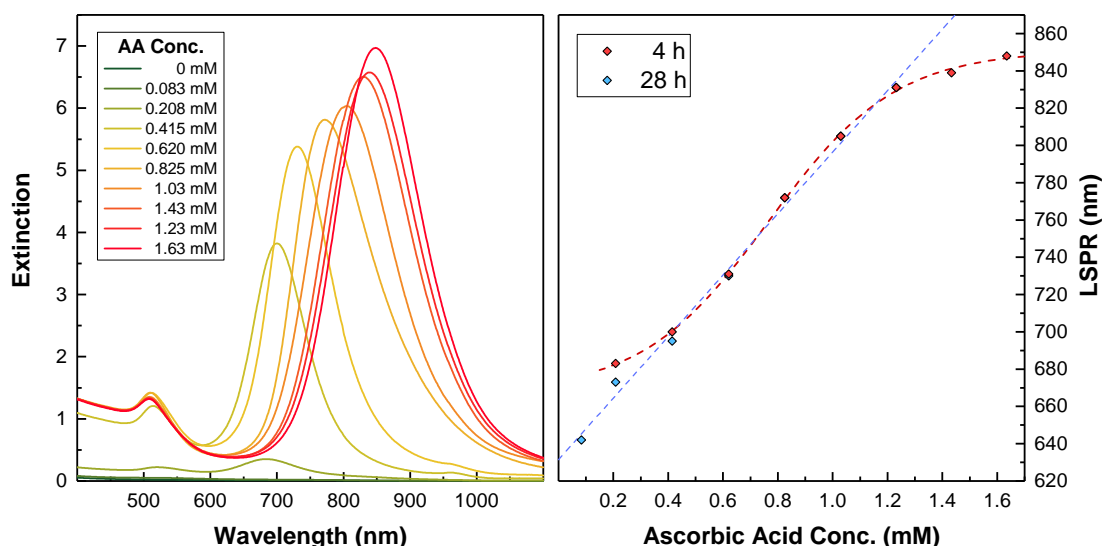 7
6
5
4
3
2
1
0
Extinction
500 600 700 800 900 1000
Wavelength (nm)
AA Conc.
0 mM
0.083 mM
0.208 mM
0.415 mM
0.620 mM
0.825 mM
1.03 mM
1.43 mM
1.23 mM
1.63 mM
4 h
28 h
860
840
820
800
780
760
740
720
700
680
660
640
620
LSPR (nm)
0.2 0.4 0.6 0.8 1.0 1.2 1.4 1.6
Ascorbic Acid Conc. (mM)